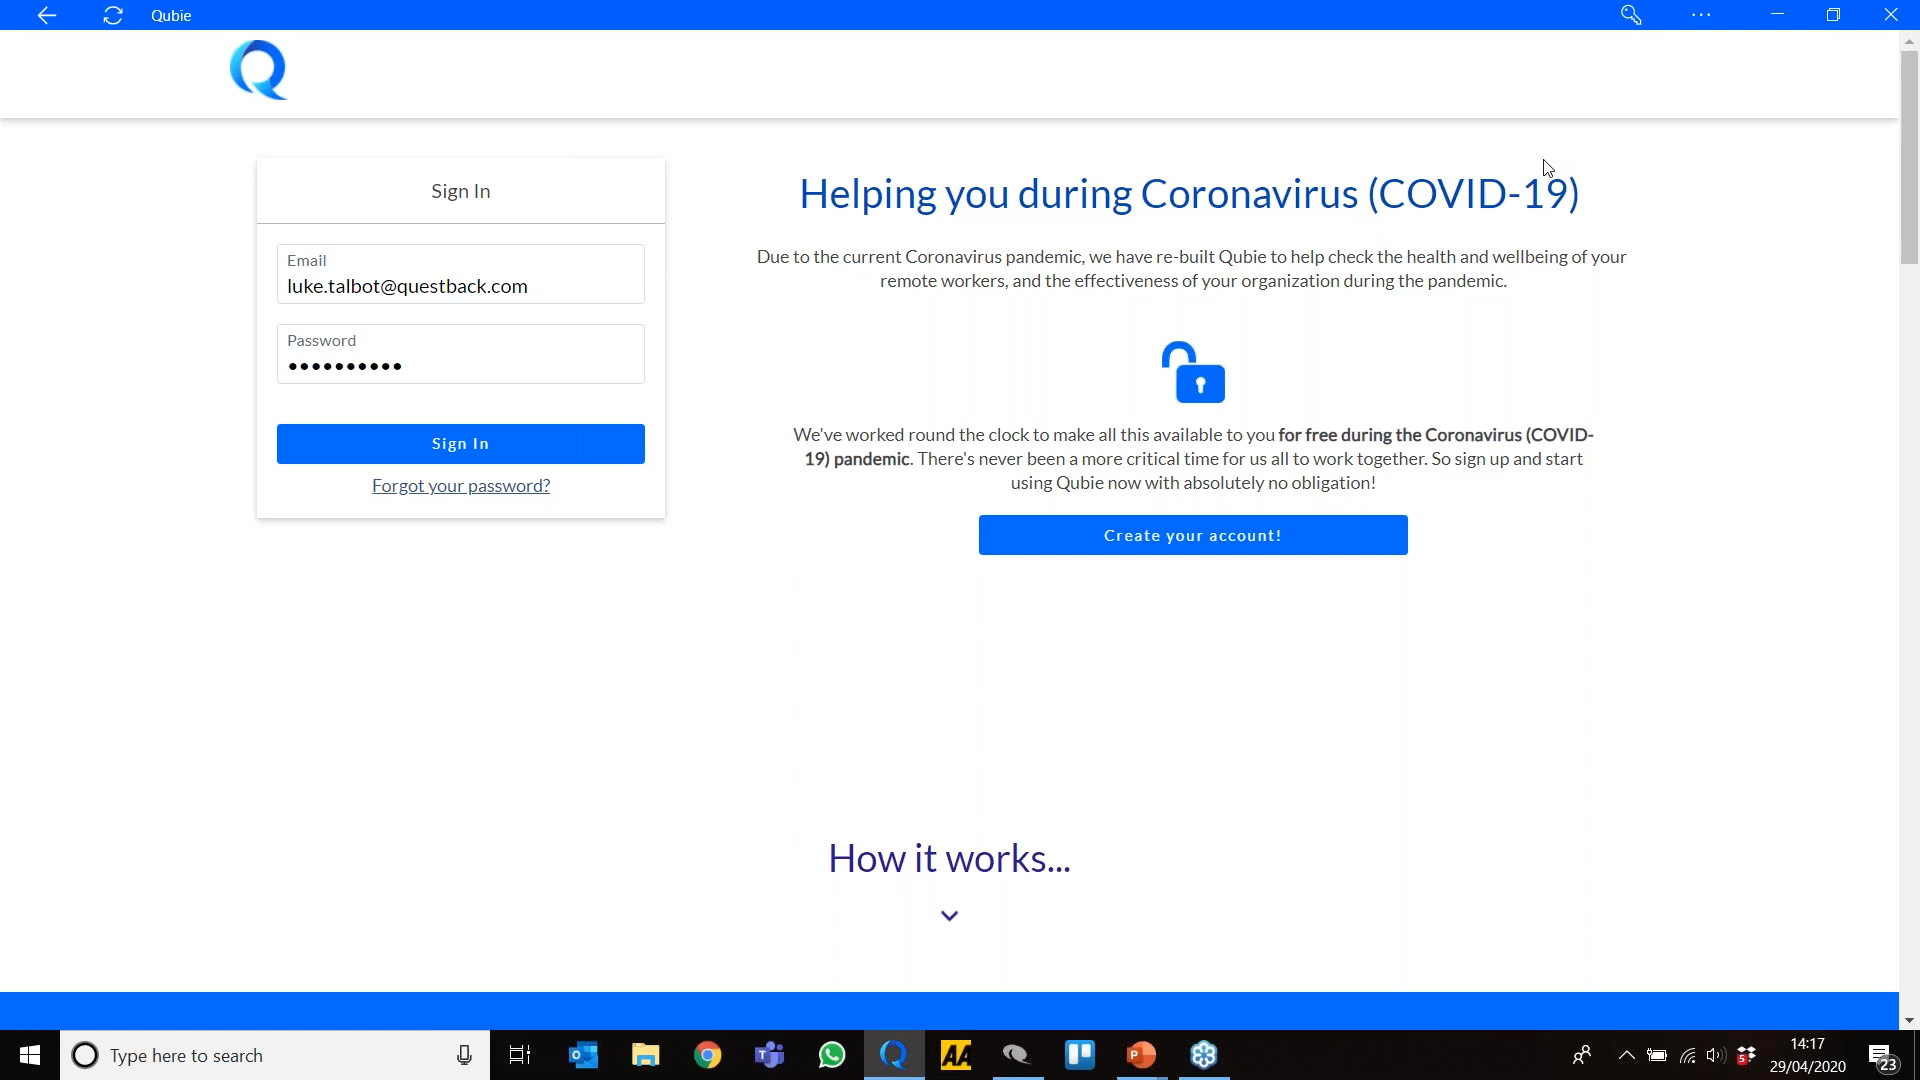 Qubie
Sign In
Email
luke.talbot@questback.com
Password
••••••••••
Sign In
Forgot your password?
Helping you during Coronavirus (COVID-19)
Due to the current Coronavirus pandemic, we have re-built Qubie to help check the health and wellbeing of your
remote workers, and the effectiveness of your organization during the pandemic.
We've worked round the clock to make all this available to you for free during the Coronavirus (COVID-
19) pandemic. There's never been a more critical time for us all to work together. So sign up and start
using Qubie now with absolutely no obligation!
Create your account!
How it works...
Type here to search
AA
14:17
29/04/2020
23